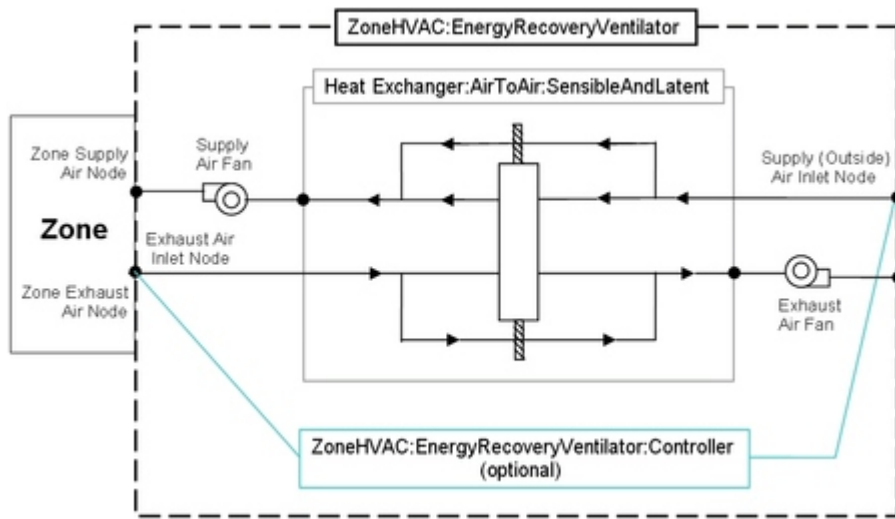 ZoneHVAC:EnergyRecoveryVentilator
Heat Exchanger:AirToAir:SensibleAndLatent
Zone Supply
Air Node
Supply
Air Fan
Supply (Outside)
Air Inlet Node
Zone
Exhaust Air
Inlet Node
Zone Exhaust
Air Node
Exhaust
Air Fan
ZoneHVAC:EnergyRecoveryVentilator:Controller
(optional)